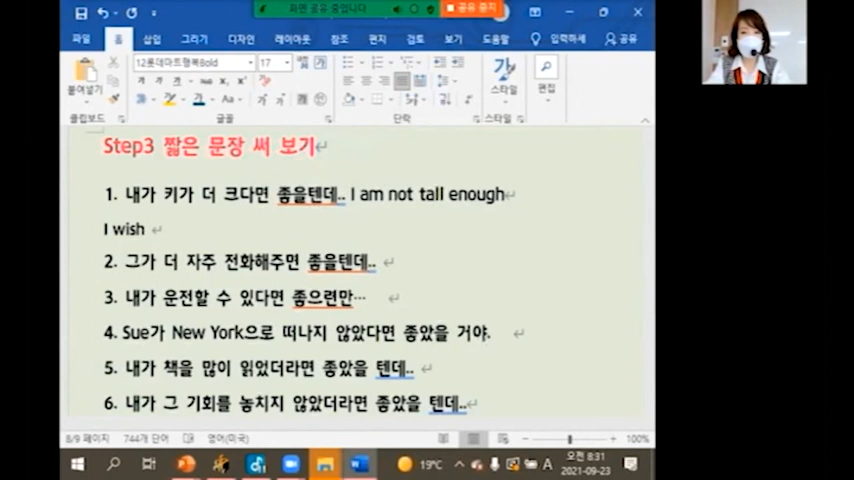 화면 공유 중입니다 공유 중지
파일 홈 삽입 그리기 디자인 레이아웃 참조 편지 검토 보기 도움말 입력하세 공유
12롯데마트행복Bold 17
붙여넣기 스타일 편집
클립보드 글꼴 단락 스타일
Step3 짧은 문장 써 보기
1. 내가 키가 더 크다면 좋을텐데.. I am not tall enough
I wish
2. 그가 더 자주 전화해주면 좋을텐데..
3. 내가 운전할 수 있다면 좋으련만…
4. Sue가 New York으로 떠나지 않았다면 좋았을 거야.
5. 내가 책을 많이 읽었더라면 좋았을 텐데..
6. 내가 그 기회를 놓치지 않았더라면 좋았을 텐데..
8/9 페이지 744개 단어 영어(미국) 100%
19°C A 오전 8:31
2021-09-23